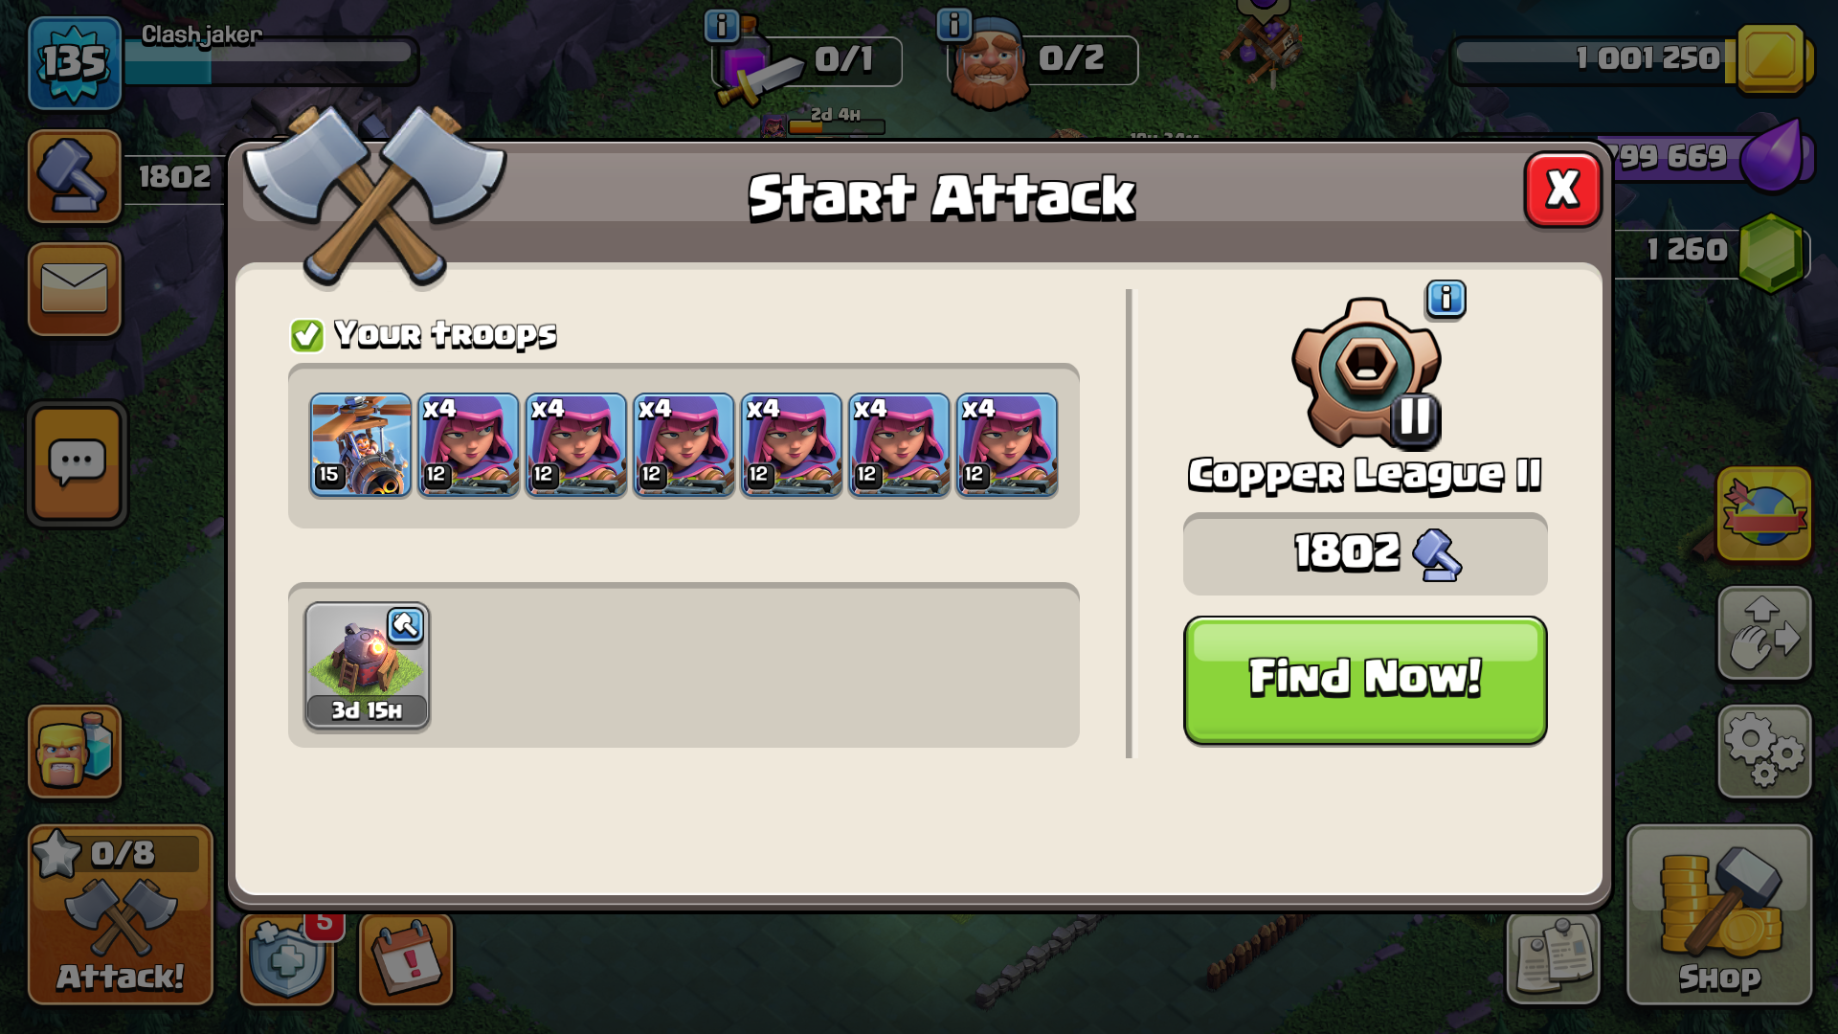 135
Clashjaker
0/1
0/2
1 001 250
2d 4h
1802
Start Attack
X
799 669
1 260
Your troops
x4
x4
x4
x4
x4
x4
15
12
12
12
12
12
12
II
Copper League II
1802
Find Now!
3d 15h
0/8
Attack!
5
Shop